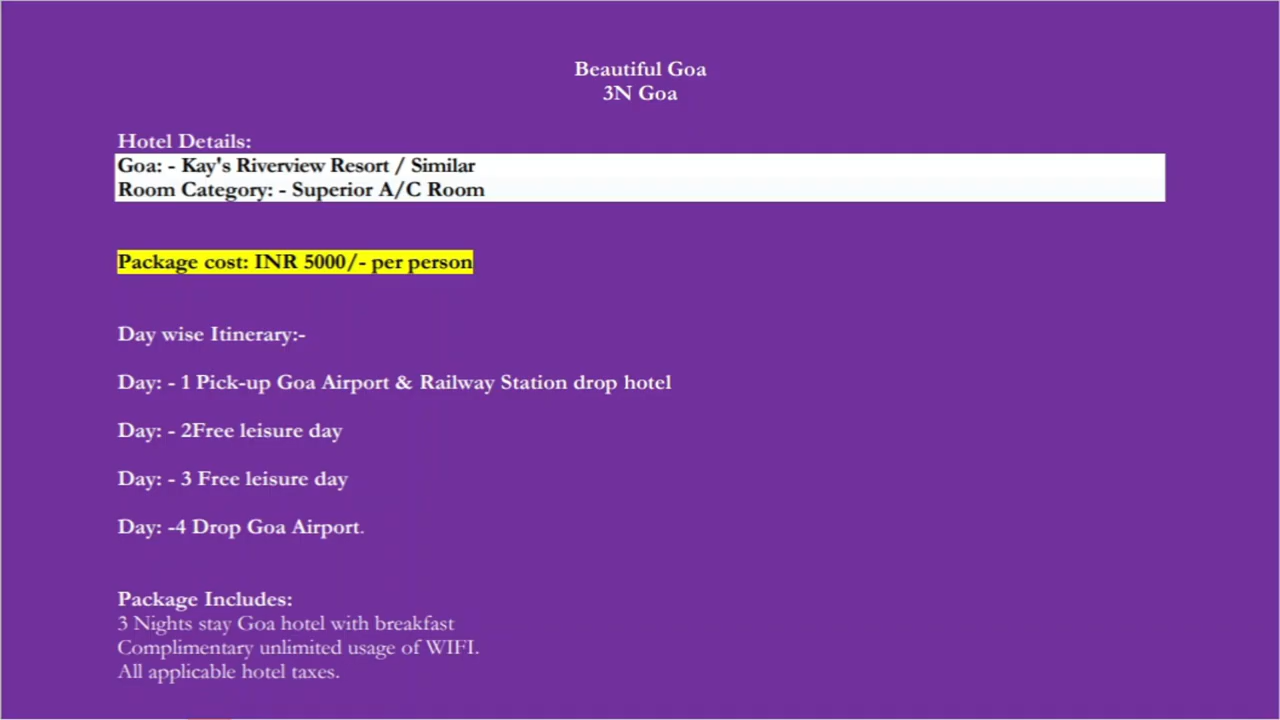 Beautiful Goa
3N Goa
Hotel Details:
Goa: - Kay's Riverview Resort / Similar
Room Category: - Superior A/C Room
Package cost: INR 5000/- per person
Day wise Itinerary:-
Day: - 1 Pick-up Goa Airport & Railway Station drop hotel
Day: - 2Free leisure day
Day: - 3 Free leisure day
Day: -4 Drop Goa Airport.
Package Includes:
3 Nights stay Goa hotel with breakfast
Complimentary unlimited usage of WIFI.
All applicable hotel taxes.